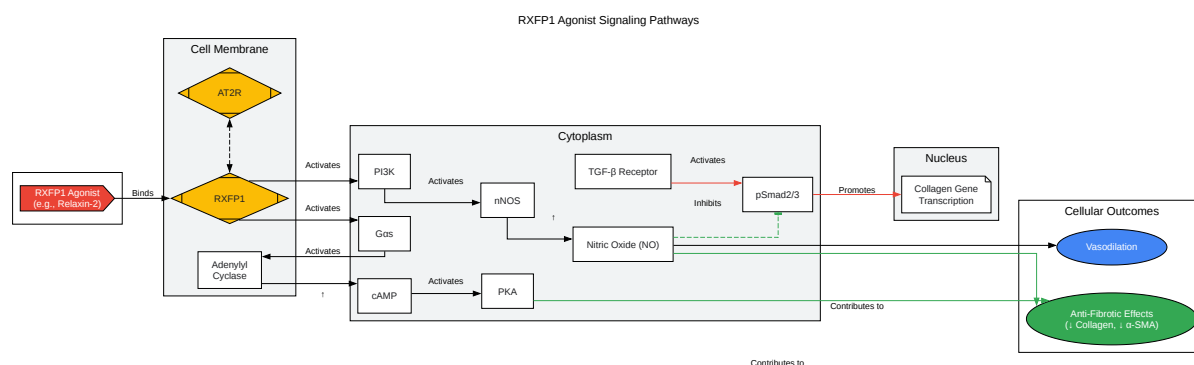 RXFP1 Agonist Signaling Pathways
Cell Membrane
AT2R
RXFP1 Agonist
(e.g., Relaxin-2)
Binds
RXFP1
Adenylyl
Cyclase
Activates
Activates
Activates
↑
Cytoplasm
PI3K
Gαs
cAMP
Activates
Activates
nNOS
PKA
↑
TGF-β Receptor
Nitric Oxide (NO)
Activates
Inhibits
pSmad2/3
Promotes
Nucleus
Collagen Gene
Transcription
Contributes to
Contributes to
Cellular Outcomes
Vasodilation
Anti-Fibrotic Effects
(↓ Collagen, ↓ α-SMA)